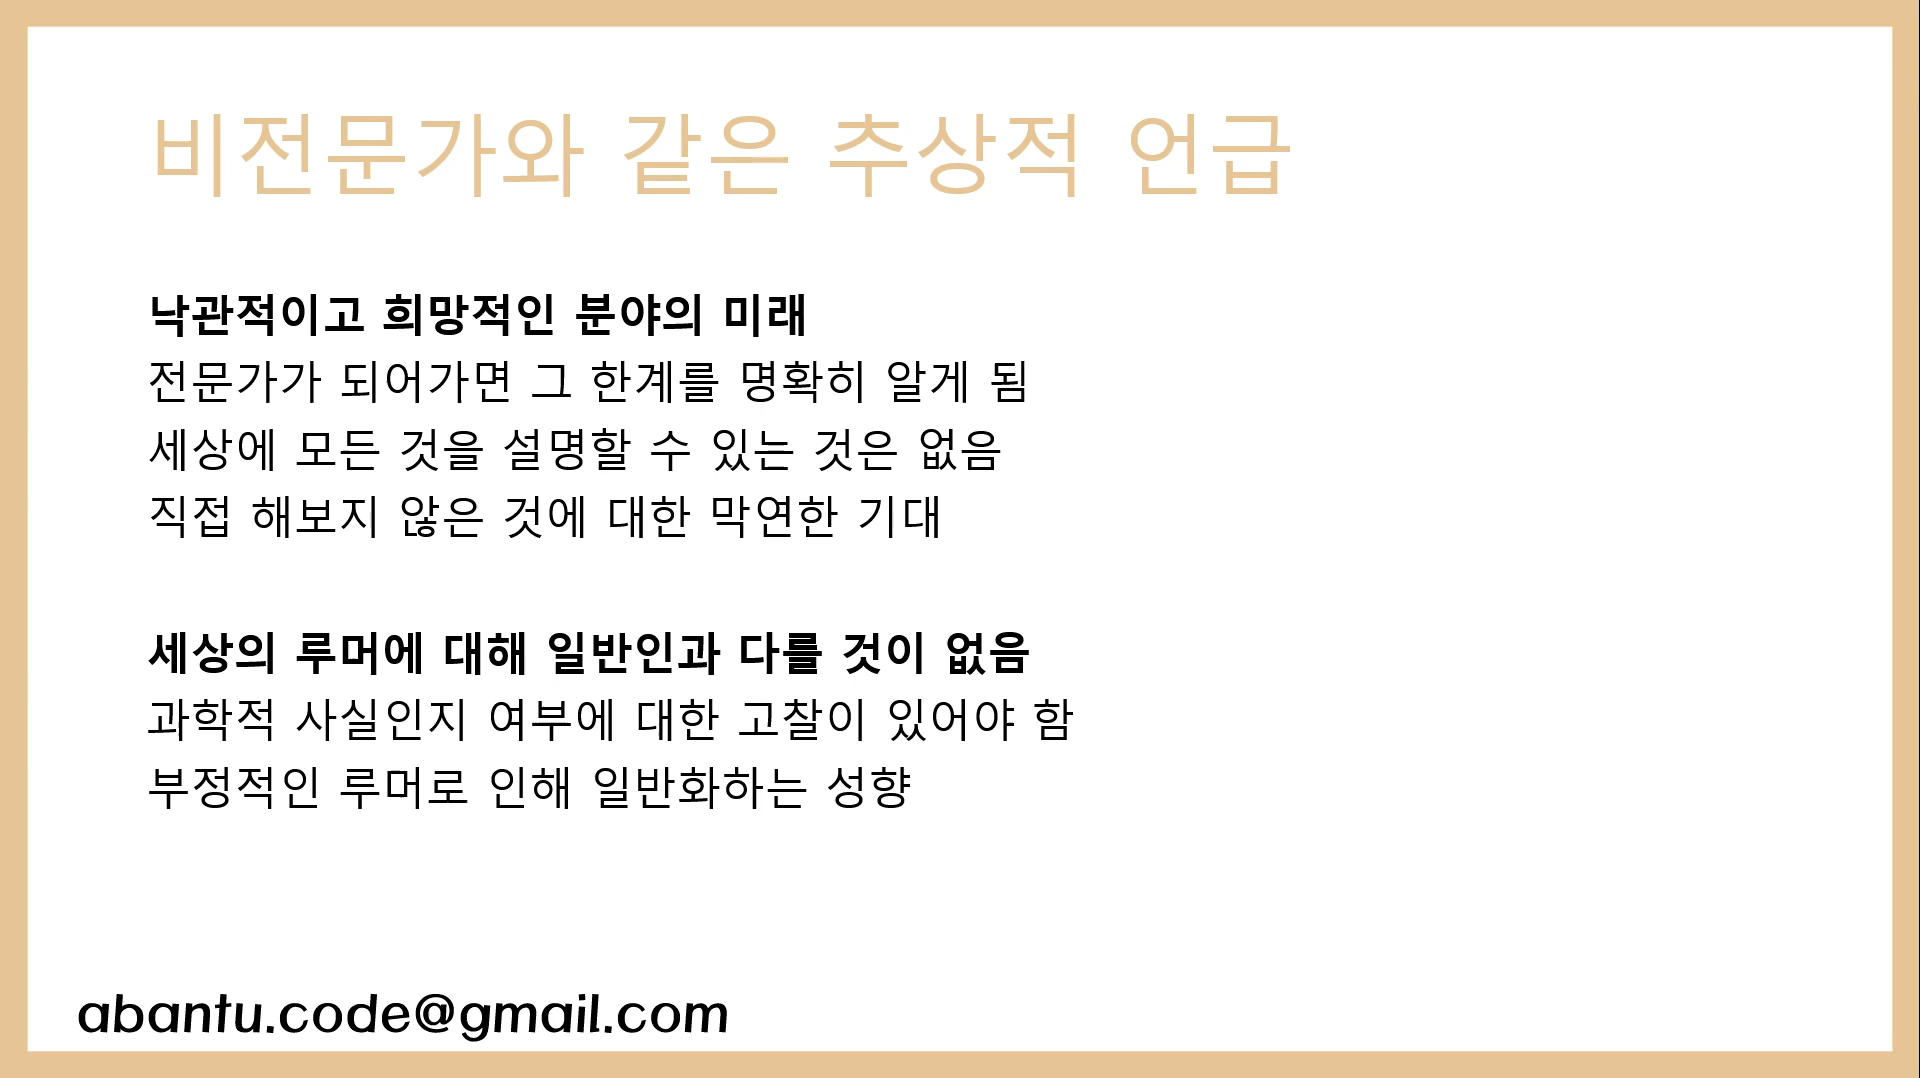 비전문가와 같은 추상적 언급
낙관적이고 희망적인 분야의 미래
전문가가 되어가면 그 한계를 명확히 알게 됨
세상에 모든 것을 설명할 수 있는 것은 없음
직접 해보지 않은 것에 대한 막연한 기대
세상의 루머에 대해 일반인과 다를 것이 없음
과학적 사실인지 여부에 대한 고찰이 있어야 함
부정적인 루머로 인해 일반화하는 성향
abantu.code@gmail.com